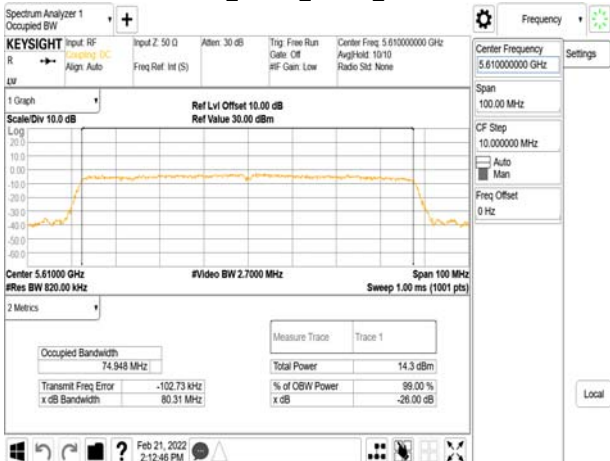 Spectrum Analyzer 1
Occupied BW
Frequency
KEYSIGHT
R
Input: RF
Coupling: DC
Align: Auto
Input Z: 50 Ω
Freq Ref: Int (S)
Atten: 30 dB
Trig: Free Run
Gate: Off
#IF Gain: Low
Center Freq: 5.610000000 GHz
Avg|Hold: 10/10
Radio Std: None
1 Graph
Scale/Div 10.0 dB
Ref Lvl Offset 10.00 dB
Ref Value 30.00 dBm
Log
20.0
10.0
0.00
-10.0
-20.0
-30.0
-40.0
-50.0
-60.0
Center 5.61000 GHz
#Res BW 820.00 kHz
#Video BW 2.7000 MHz
Span 100 MHz
Sweep 1.00 ms (1001 pts)
2 Metrics
Measure Trace
Trace 1
Occupied Bandwidth
74.948 MHz
Total Power
14.3 dBm
Transmit Freq Error
-102.73 kHz
% of OBW Power
99.00 %
x dB Bandwidth
80.31 MHz
x dB
-26.00 dB
Feb 21, 2022
2:12:46 PM
Center Frequency
5.610000000 GHz
Settings
Span
100.00 MHz
CF Step
10.000000 MHz
Auto
Man
Freq Offset
0 Hz
Local